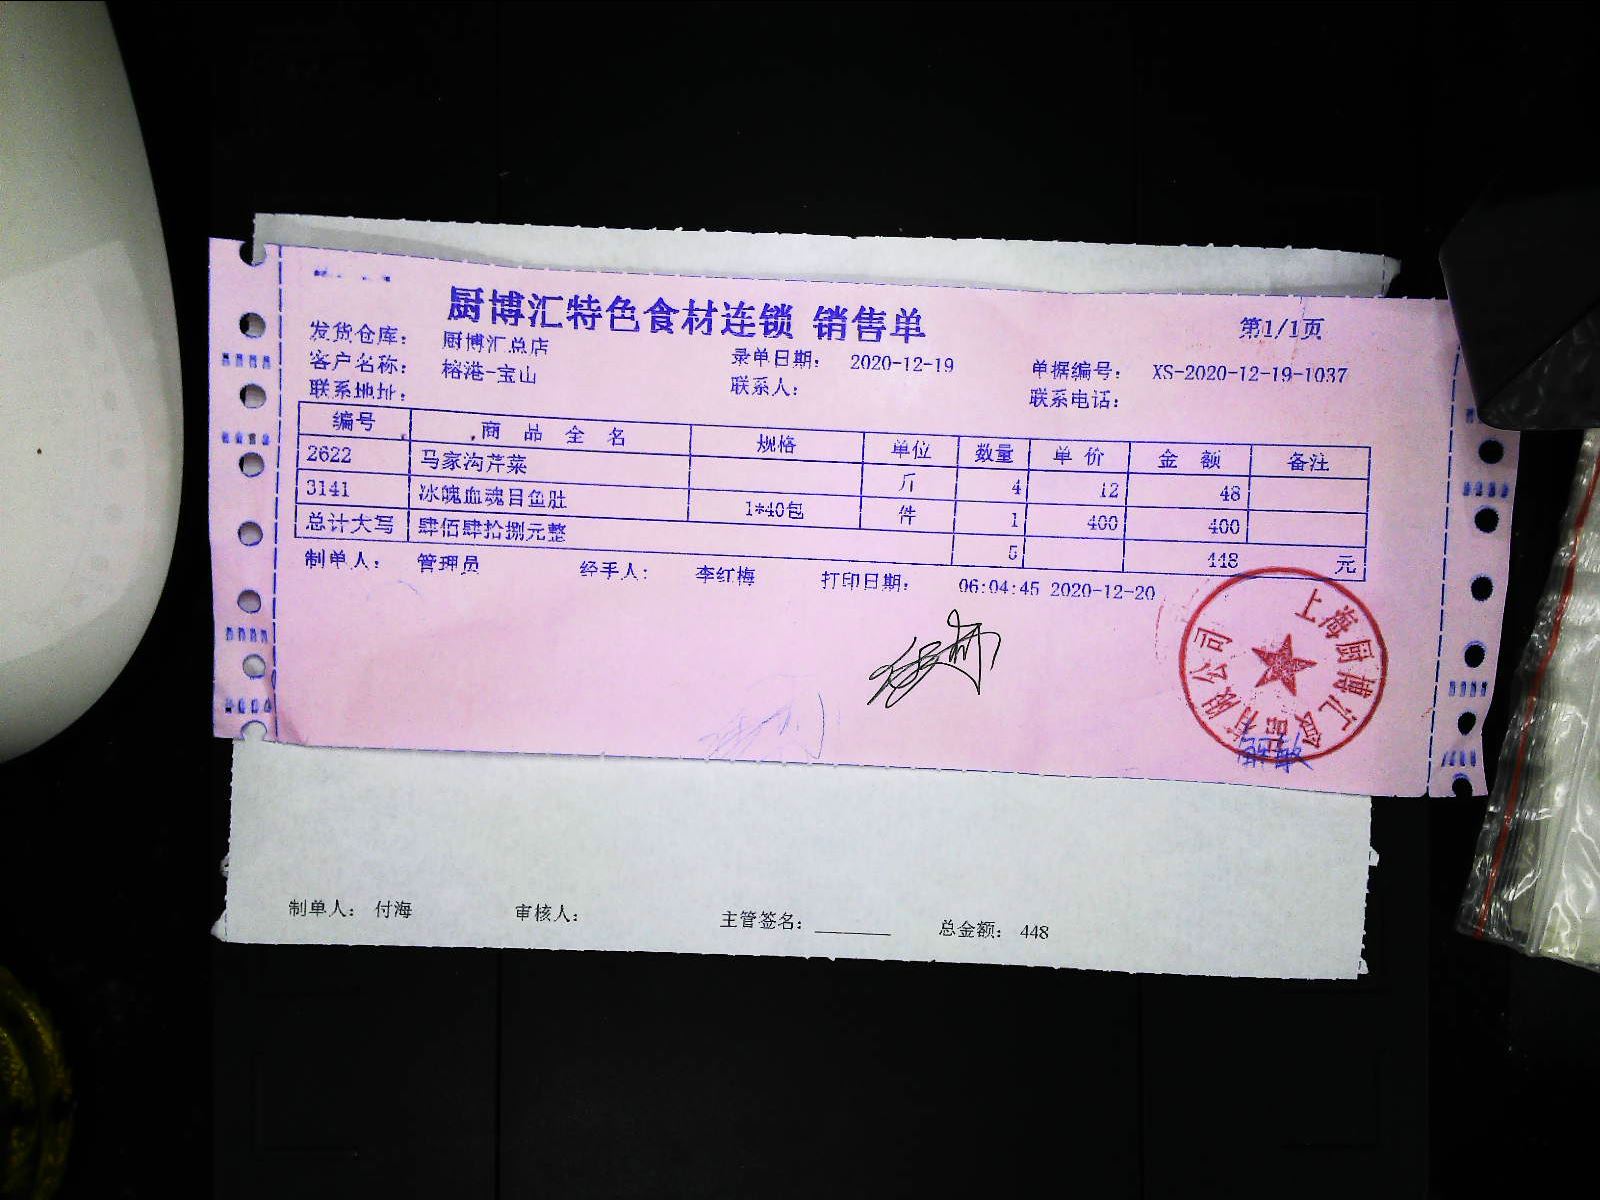 厨博汇特色食材连锁 销售单
第1/1页
发货仓库： 厨博汇总店 录单日期： 2020-12-19 单据编号： XS-2020-12-19-1037
客户名称： 榕港-宝山 联系人： 联系电话：
联系地址：
编号 商品全名 规格 单位 数量 单价 金额 备注
2622 马家沟芹菜 斤 4 12 48
3141 冰魄血魂目鱼肚 1*40包 件 1 400 400
总计大写 肆佰肆拾捌元整 5 448 元
制单人： 管理员 经手人： 李红梅 打印日期： 06:04:45 2020-12-20
上海厨博汇食品有限公司
制单人： 付海 审核人： 主管签名： 总金额： 448